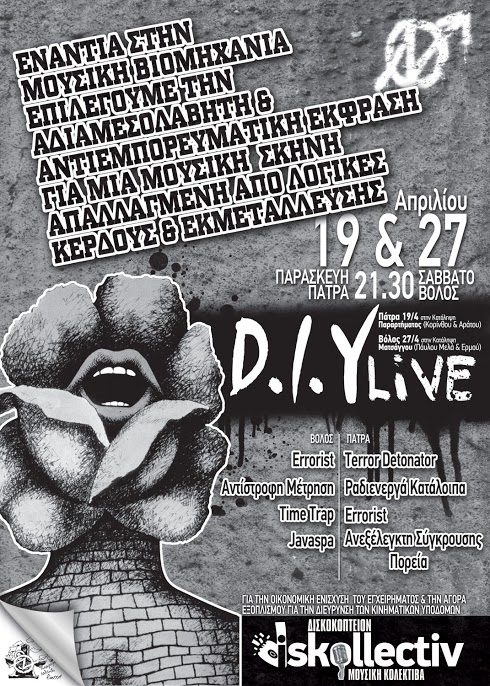 ΕΝΑΝΤΙΑ ΣΤΗΝ
ΜΟΥΣΙΚΗ ΒΙΟΜΗΧΑΝΙΑ
ΕΠΙΛΕΓΟΥΜΕ ΤΗΝ
ΑΔΙΑΜΕΣΟΛΑΒΗΤΗ &
ΑΝΤΙΕΜΠΟΡΕΥΜΑΤΙΚΗ ΕΚΦΡΑΣΗ
ΓΙΑ ΜΙΑ ΜΟΥΣΙΚΗ ΣΚΗΝΗ
ΑΠΑΛΛΑΓΜΕΝΗ ΑΠΟ ΛΟΓΙΚΕΣ
ΚΕΡΔΟΥΣ & ΕΚΜΕΤΑΛΛΕΥΣΗΣ
Απριλίου
19 & 27
ΠΑΡΑΣΚΕΥΗ ΠΑΤΡΑ 21.30 ΣΑΒΒΑΤΟ ΒΟΛΟΣ
Πάτρα 19/4 στην Κατάληψη
Παραρτήματος (Κορίνθου & Αράτου)
Βόλος 27/4 στην Κατάληψη
Ματσάγγου (Παύλου Μελά & Ερμού)
D.I.Y LiVE
ΒΟΛΟΣ
Errorist
Αντίστροφη Μέτρηση
Time Trap
Javaspa
ΠΑΤΡΑ
Terror Detonator
Ραδιενεργά Κατάλοιπα
Errorist
Ανεξέλεγκτη Σύγκρουσης
Πορεία
ΓΙΑ ΤΗΝ ΟΙΚΟΝΟΜΙΚΗ ΕΝΙΣΧΥΣΗ ΤΟΥ ΕΓΧΕΙΡΗΜΑΤΟΣ & ΤΗΝ ΑΓΟΡΑ
ΕΞΟΠΛΙΣΜΟΥ ΓΙΑ ΤΗΝ ΔΙΕΥΡΥΝΣΗ ΤΩΝ ΚΙΝΗΜΑΤΙΚΩΝ ΥΠΟΔΟΜΩΝ
ΔΙΣΚΟΚΟΠΤΕΙΟΝ
diskollectiv
ΜΟΥΣΙΚΗ ΚΟΛΕΚΤΙΒΑ